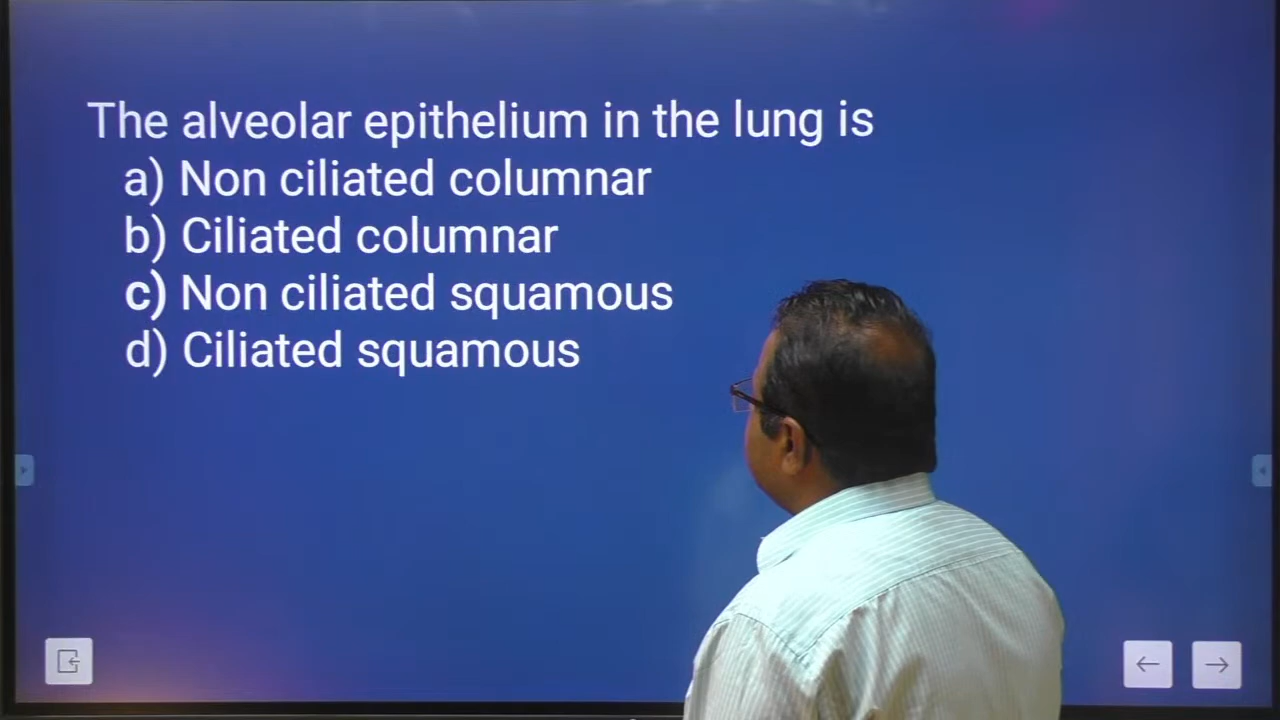 The alveolar epithelium in the lung is
a) Non ciliated columnar
b) Ciliated columnar
c) Non ciliated squamous
d) Ciliated squamous